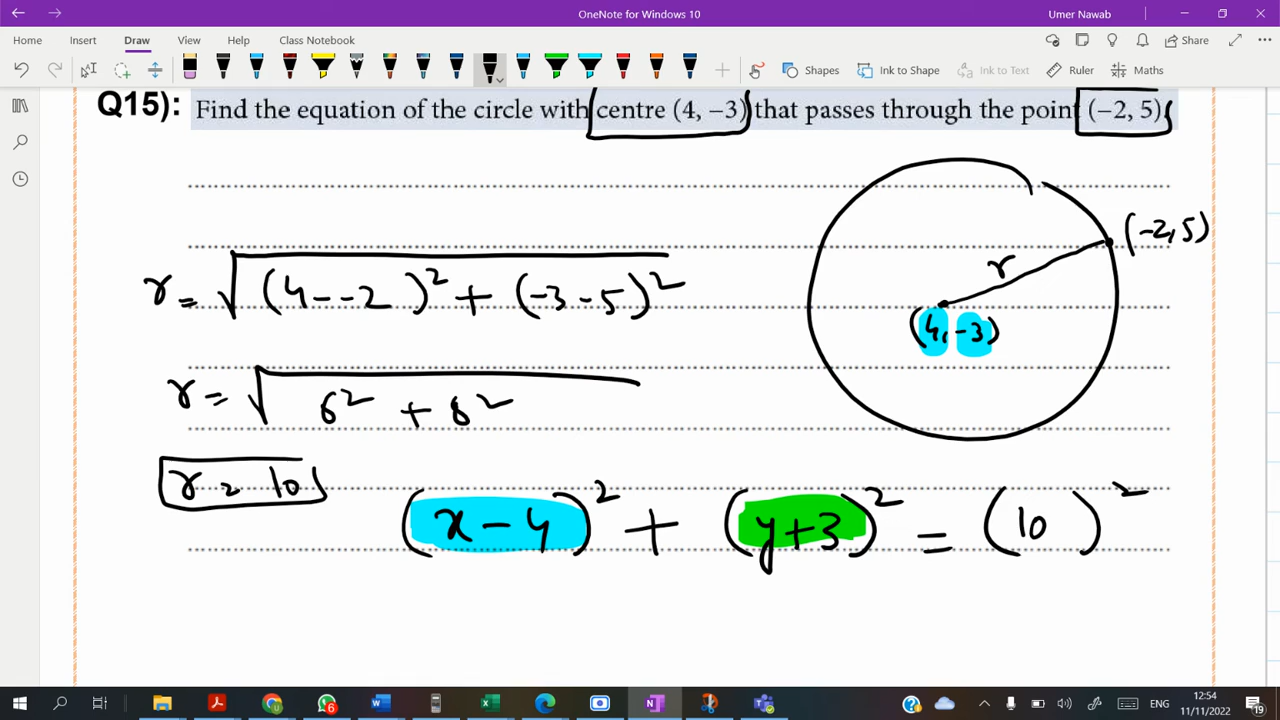 OneNote for Windows 10
Umer Nawab
Home Insert Draw View Help Class Notebook
Share
Shapes Ink to Shape Ink to Text Ruler Maths
Q15): Find the equation of the circle with centre (4, −3) that passes through the point (−2, 5).
(-2,5)
r
r = √(4--2)² + (-3-5)²
(4,-3)
r = √6² + 8²
r = 10
(x-4)² + (y+3)² = (10)²
6
ENG
12:54
11/11/2022
19